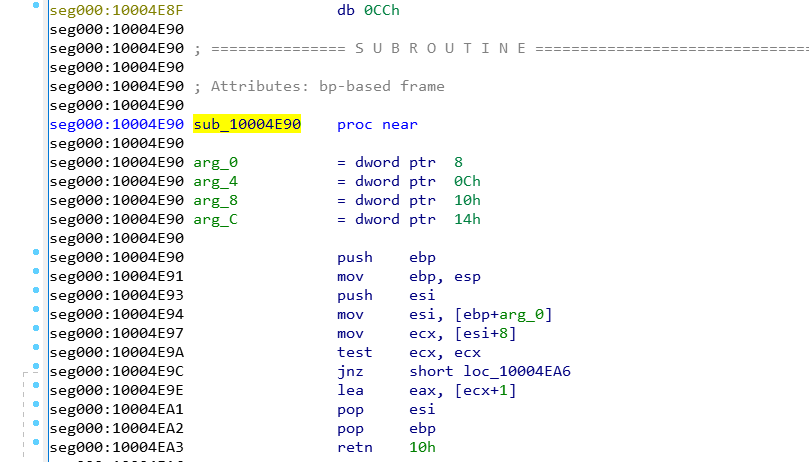 seg000:10004E8F db 0CCh
seg000:10004E90
seg000:10004E90 ; =============== S U B R O U T I N E ===============================
seg000:10004E90
seg000:10004E90 ; Attributes: bp-based frame
seg000:10004E90
seg000:10004E90 sub_10004E90 proc near
seg000:10004E90
seg000:10004E90 arg_0 = dword ptr 8
seg000:10004E90 arg_4 = dword ptr 0Ch
seg000:10004E90 arg_8 = dword ptr 10h
seg000:10004E90 arg_C = dword ptr 14h
seg000:10004E90
seg000:10004E90 push ebp
seg000:10004E91 mov ebp, esp
seg000:10004E93 push esi
seg000:10004E94 mov esi, [ebp+arg_0]
seg000:10004E97 mov ecx, [esi+8]
seg000:10004E9A test ecx, ecx
seg000:10004E9C jnz short loc_10004EA6
seg000:10004E9E lea eax, [ecx+1]
seg000:10004EA1 pop esi
seg000:10004EA2 pop ebp
seg000:10004EA3 retn 10h